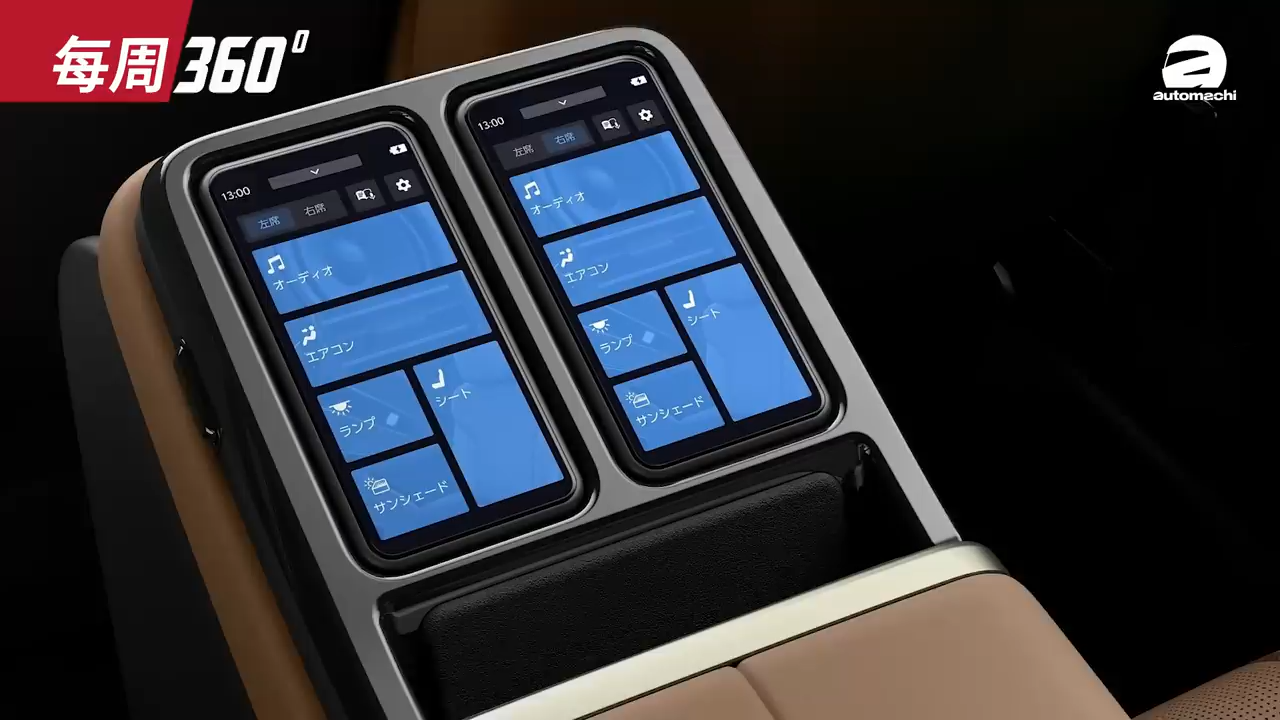 每周360°
automachi
13:00
左席 右席
オーディオ
エアコン
ランプ
シート
サンシェード
13:00
左席 右席
オーディオ
エアコン
ランプ
シート
サンシェード